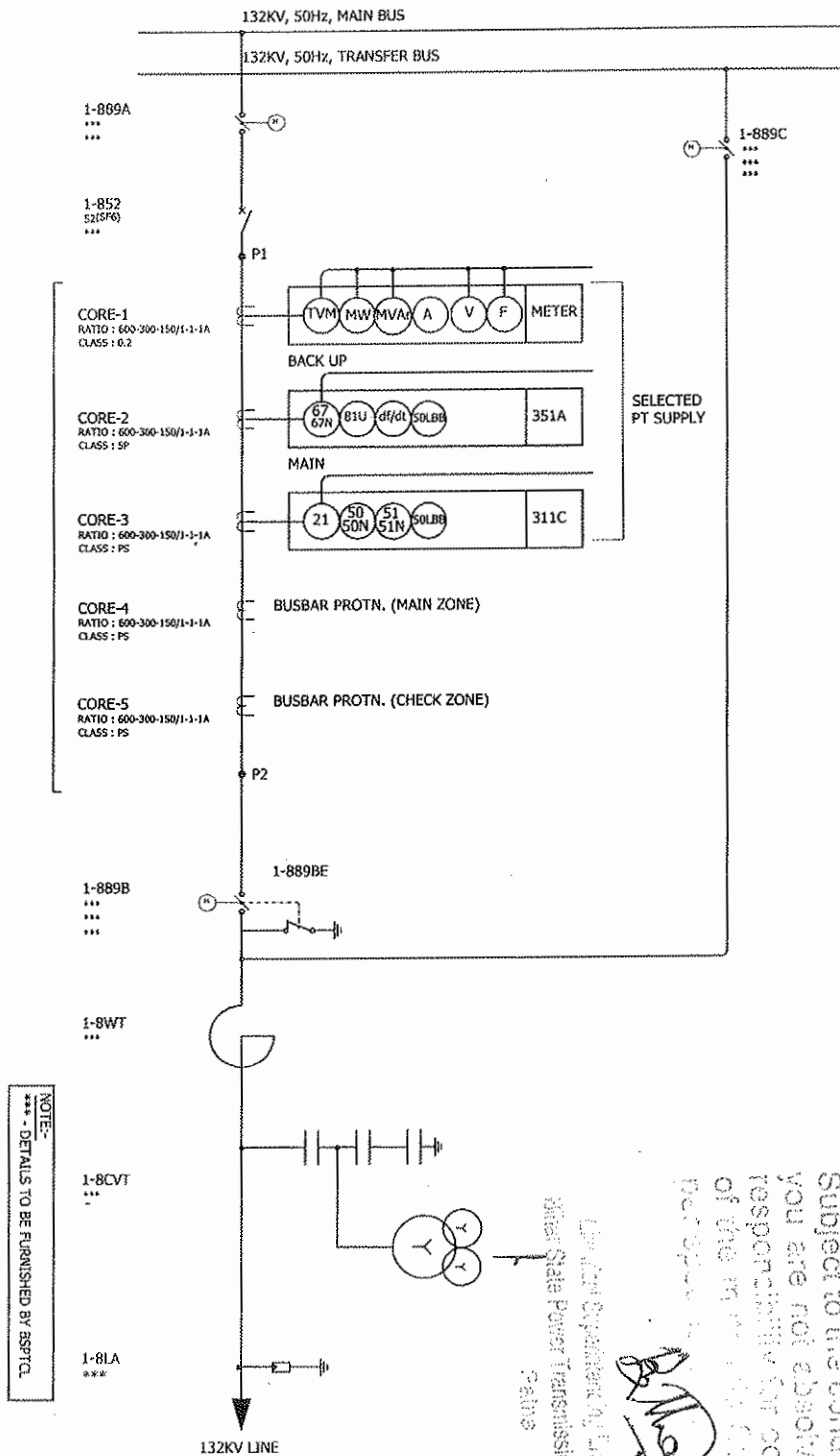 132KV, 50Hz, MAIN BUS
132KV, 50Hz, TRANSFER BUS
1-889A
***
***
M
M
1-889C
***
***
***
1-852
52(SF6)
***
P1
CORE-1
RATIO : 600-300-150/1-1-1A
CLASS : 0.2
TVM MW MVAr A V F METER
BACK UP
CORE-2
RATIO : 600-300-150/1-1-1A
CLASS : 5P
67
67N
81U df/dt 50LBB 351A
SELECTED
PT SUPPLY
MAIN
CORE-3
RATIO : 600-300-150/1-1-1A
CLASS : PS
21
50
50N
51
51N
50LBB 311C
CORE-4
RATIO : 600-300-150/1-1-1A
CLASS : PS
BUSBAR PROTN. (MAIN ZONE)
CORE-5
RATIO : 600-300-150/1-1-1A
CLASS : PS
BUSBAR PROTN. (CHECK ZONE)
P2
1-889BE
1-889B
***
***
***
M
1-8WT
***
1-8CVT
***
-
Y
Y
Y
1-8LA
***
132KV LINE
NOTE:-
*** - DETAILS TO BE FURNISHED BY BSPTCL
Subject to the
you are not
responsibility for
of the
State Power
Patna